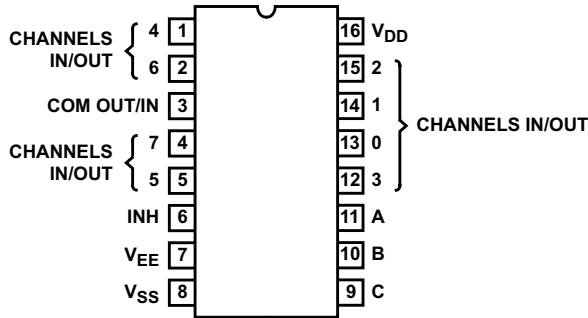 CHANNELS IN/OUT
4 1
6 2
COM OUT/IN 3
CHANNELS IN/OUT
7 4
5 5
INH 6
VEE 7
VSS 8
16 VDD
15 2
14 1
13 0
12 3
CHANNELS IN/OUT
11 A
10 B
9 C